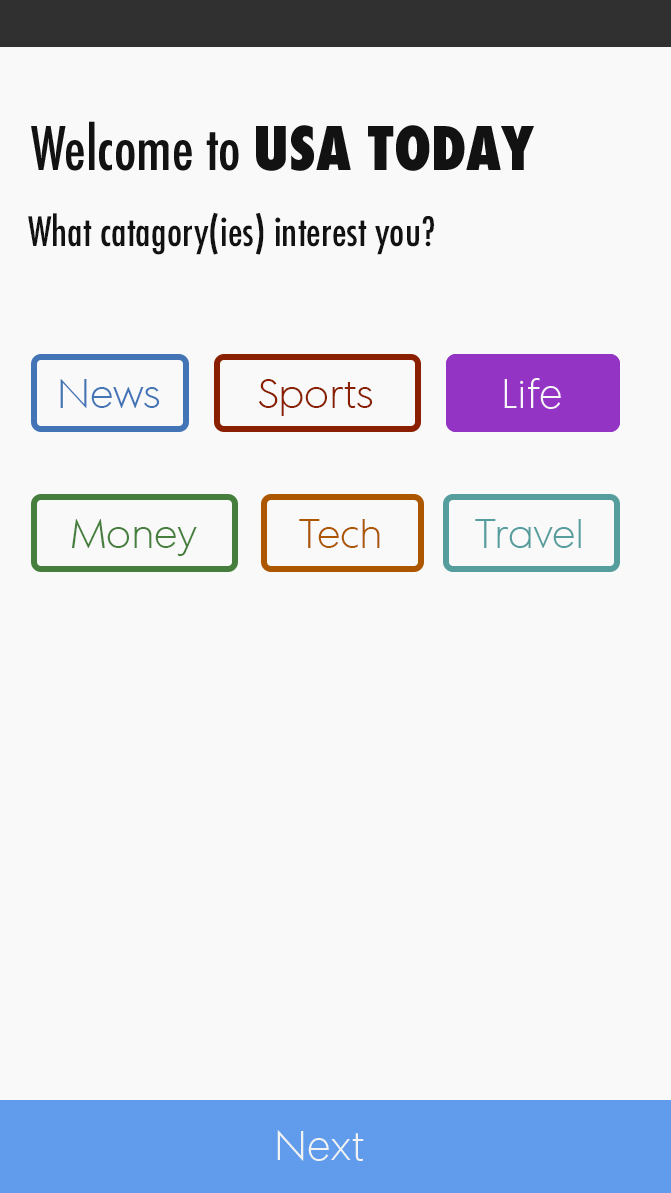 Welcome to USA TODAY
What catagory(ies) interest you?
News Sports Life
Money Tech Travel
Next